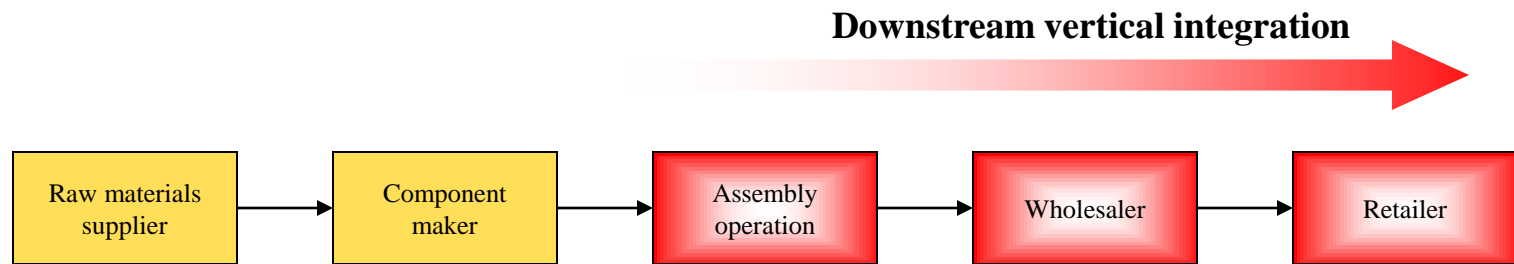 Downstream vertical integration
Raw materials
supplier
Component
maker
Assembly
operation
Wholesaler
Retailer